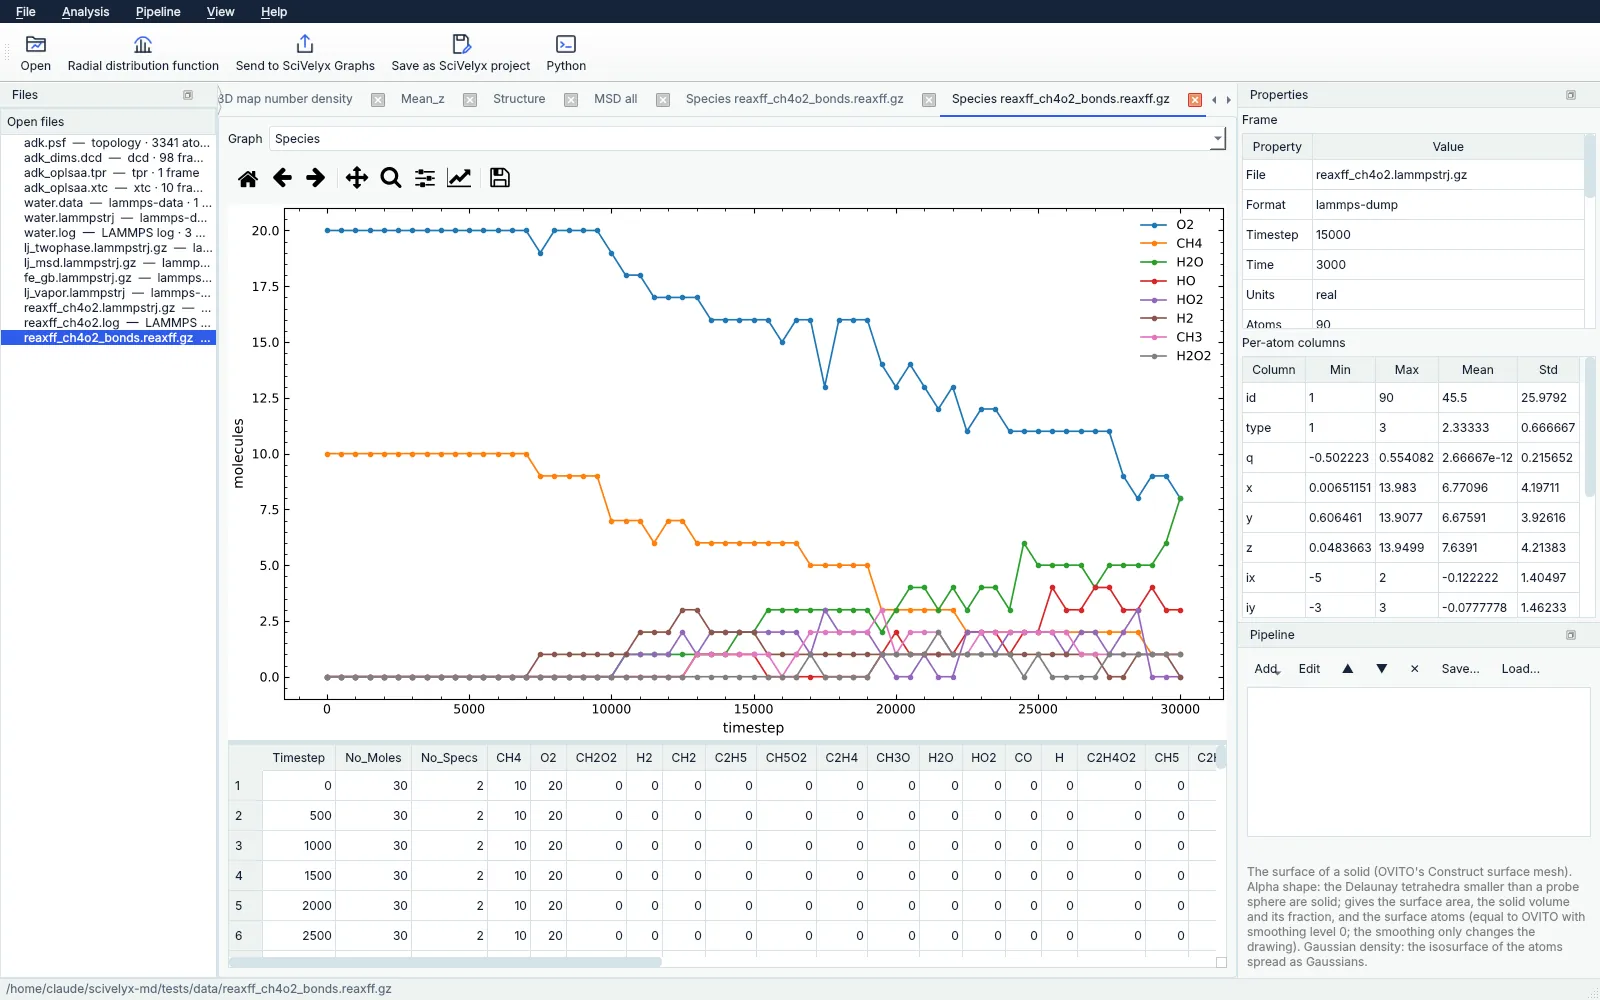 File Analysis Pipeline View Help
Open Radial distribution function Send to SciVelyx Graphs Save as SciVelyx project Python
Files
Open files
adk.psf — topology · 3341 ato...
adk_dims.dcd — dcd · 98 fra...
adk_oplsaa.tpr — tpr · 1 frame
adk_oplsaa.xtc — xtc · 10 fra...
water.data — lammps-data · 1 ...
water.lammpstrj — lammps-d...
water.log — LAMMPS log · 3 ...
lj_twophase.lammpstrj.gz — la...
lj_msd.lammpstrj.gz — lammp...
fe_gb.lammpstrj.gz — lammps...
lj_vapor.lammpstrj — lammps-...
reaxff_ch4o2.lammpstrj.gz — ...
reaxff_ch4o2.log — LAMMPS ...
reaxff_ch4o2_bonds.reaxff.gz ...
3D map number density Mean_z Structure MSD all Species reaxff_ch4o2_bonds.reaxff.gz Species reaxff_ch4o2_bonds.reaxff.gz
Graph Species
20.0
17.5
15.0
12.5
10.0
7.5
5.0
2.5
0.0
molecules
O2
CH4
H2O
HO
HO2
H2
CH3
H2O2
0 5000 10000 15000 20000 25000 30000
timestep
Timestep No_Moles No_Specs CH4 O2 CH2O2 H2 CH2 C2H5 CH5O2 C2H4 CH3O H2O HO2 CO H C2H4O2 CH5
1 0 30 2 10 20 0 0 0 0 0 0 0 0 0 0 0 0 0
2 500 30 2 10 20 0 0 0 0 0 0 0 0 0 0 0 0 0
3 1000 30 2 10 20 0 0 0 0 0 0 0 0 0 0 0 0 0
4 1500 30 2 10 20 0 0 0 0 0 0 0 0 0 0 0 0 0
5 2000 30 2 10 20 0 0 0 0 0 0 0 0 0 0 0 0 0
6 2500 30 2 10 20 0 0 0 0 0 0 0 0 0 0 0 0 0
Properties
Frame
Property Value
File reaxff_ch4o2.lammpstrj.gz
Format lammps-dump
Timestep 15000
Time 3000
Units real
Atoms 90
Per-atom columns
Column Min Max Mean Std
id 1 90 45.5 25.9792
type 1 3 2.33333 0.666667
q -0.502223 0.554082 2.66667e-12 0.215652
x 0.00651151 13.983 6.77096 4.19711
y 0.606461 13.9077 6.67591 3.92616
z 0.0483663 13.9499 7.6391 4.21383
ix -5 2 -0.122222 1.40497
iy -3 3 -0.0777778 1.46233
Pipeline
Add Edit ▲ ▼ × Save... Load...
The surface of a solid (OVITO's Construct surface mesh).
Alpha shape: the Delaunay tetrahedra smaller than a probe
sphere are solid; gives the surface area, the solid volume
and its fraction, and the surface atoms (equal to OVITO with
smoothing level 0; the smoothing only changes the
drawing). Gaussian density: the isosurface of the atoms
spread as Gaussians.
/home/claude/scivelyx-md/tests/data/reaxff_ch4o2_bonds.reaxff.gz